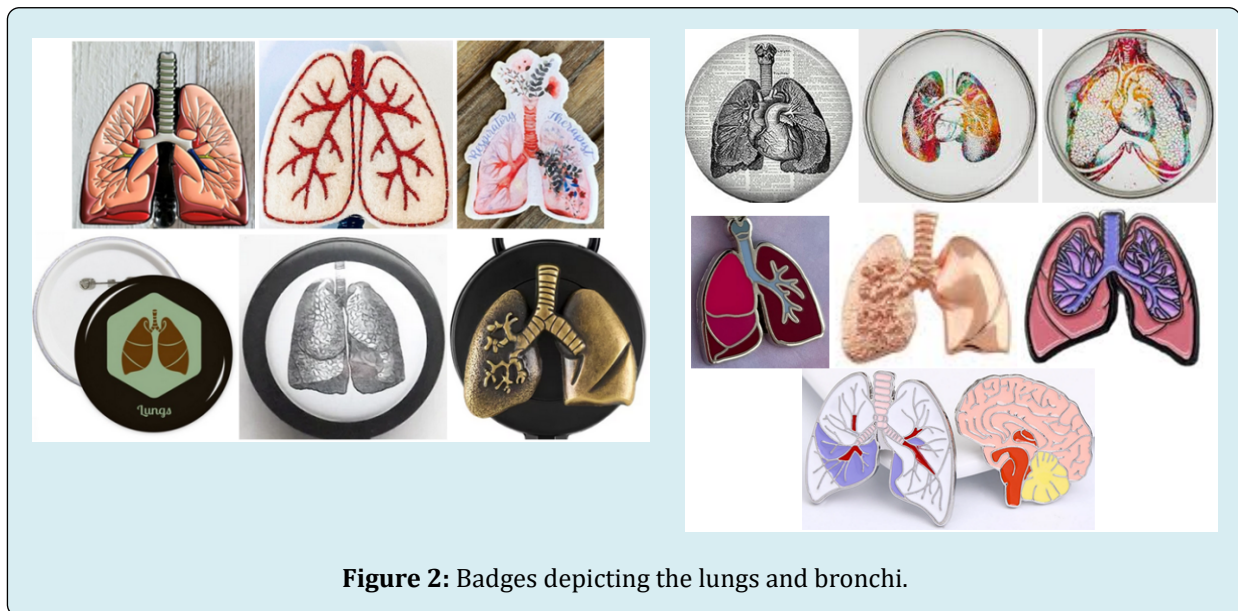 Respiratory Therapist
Lungs
Figure 2: Badges depicting the lungs and bronchi.